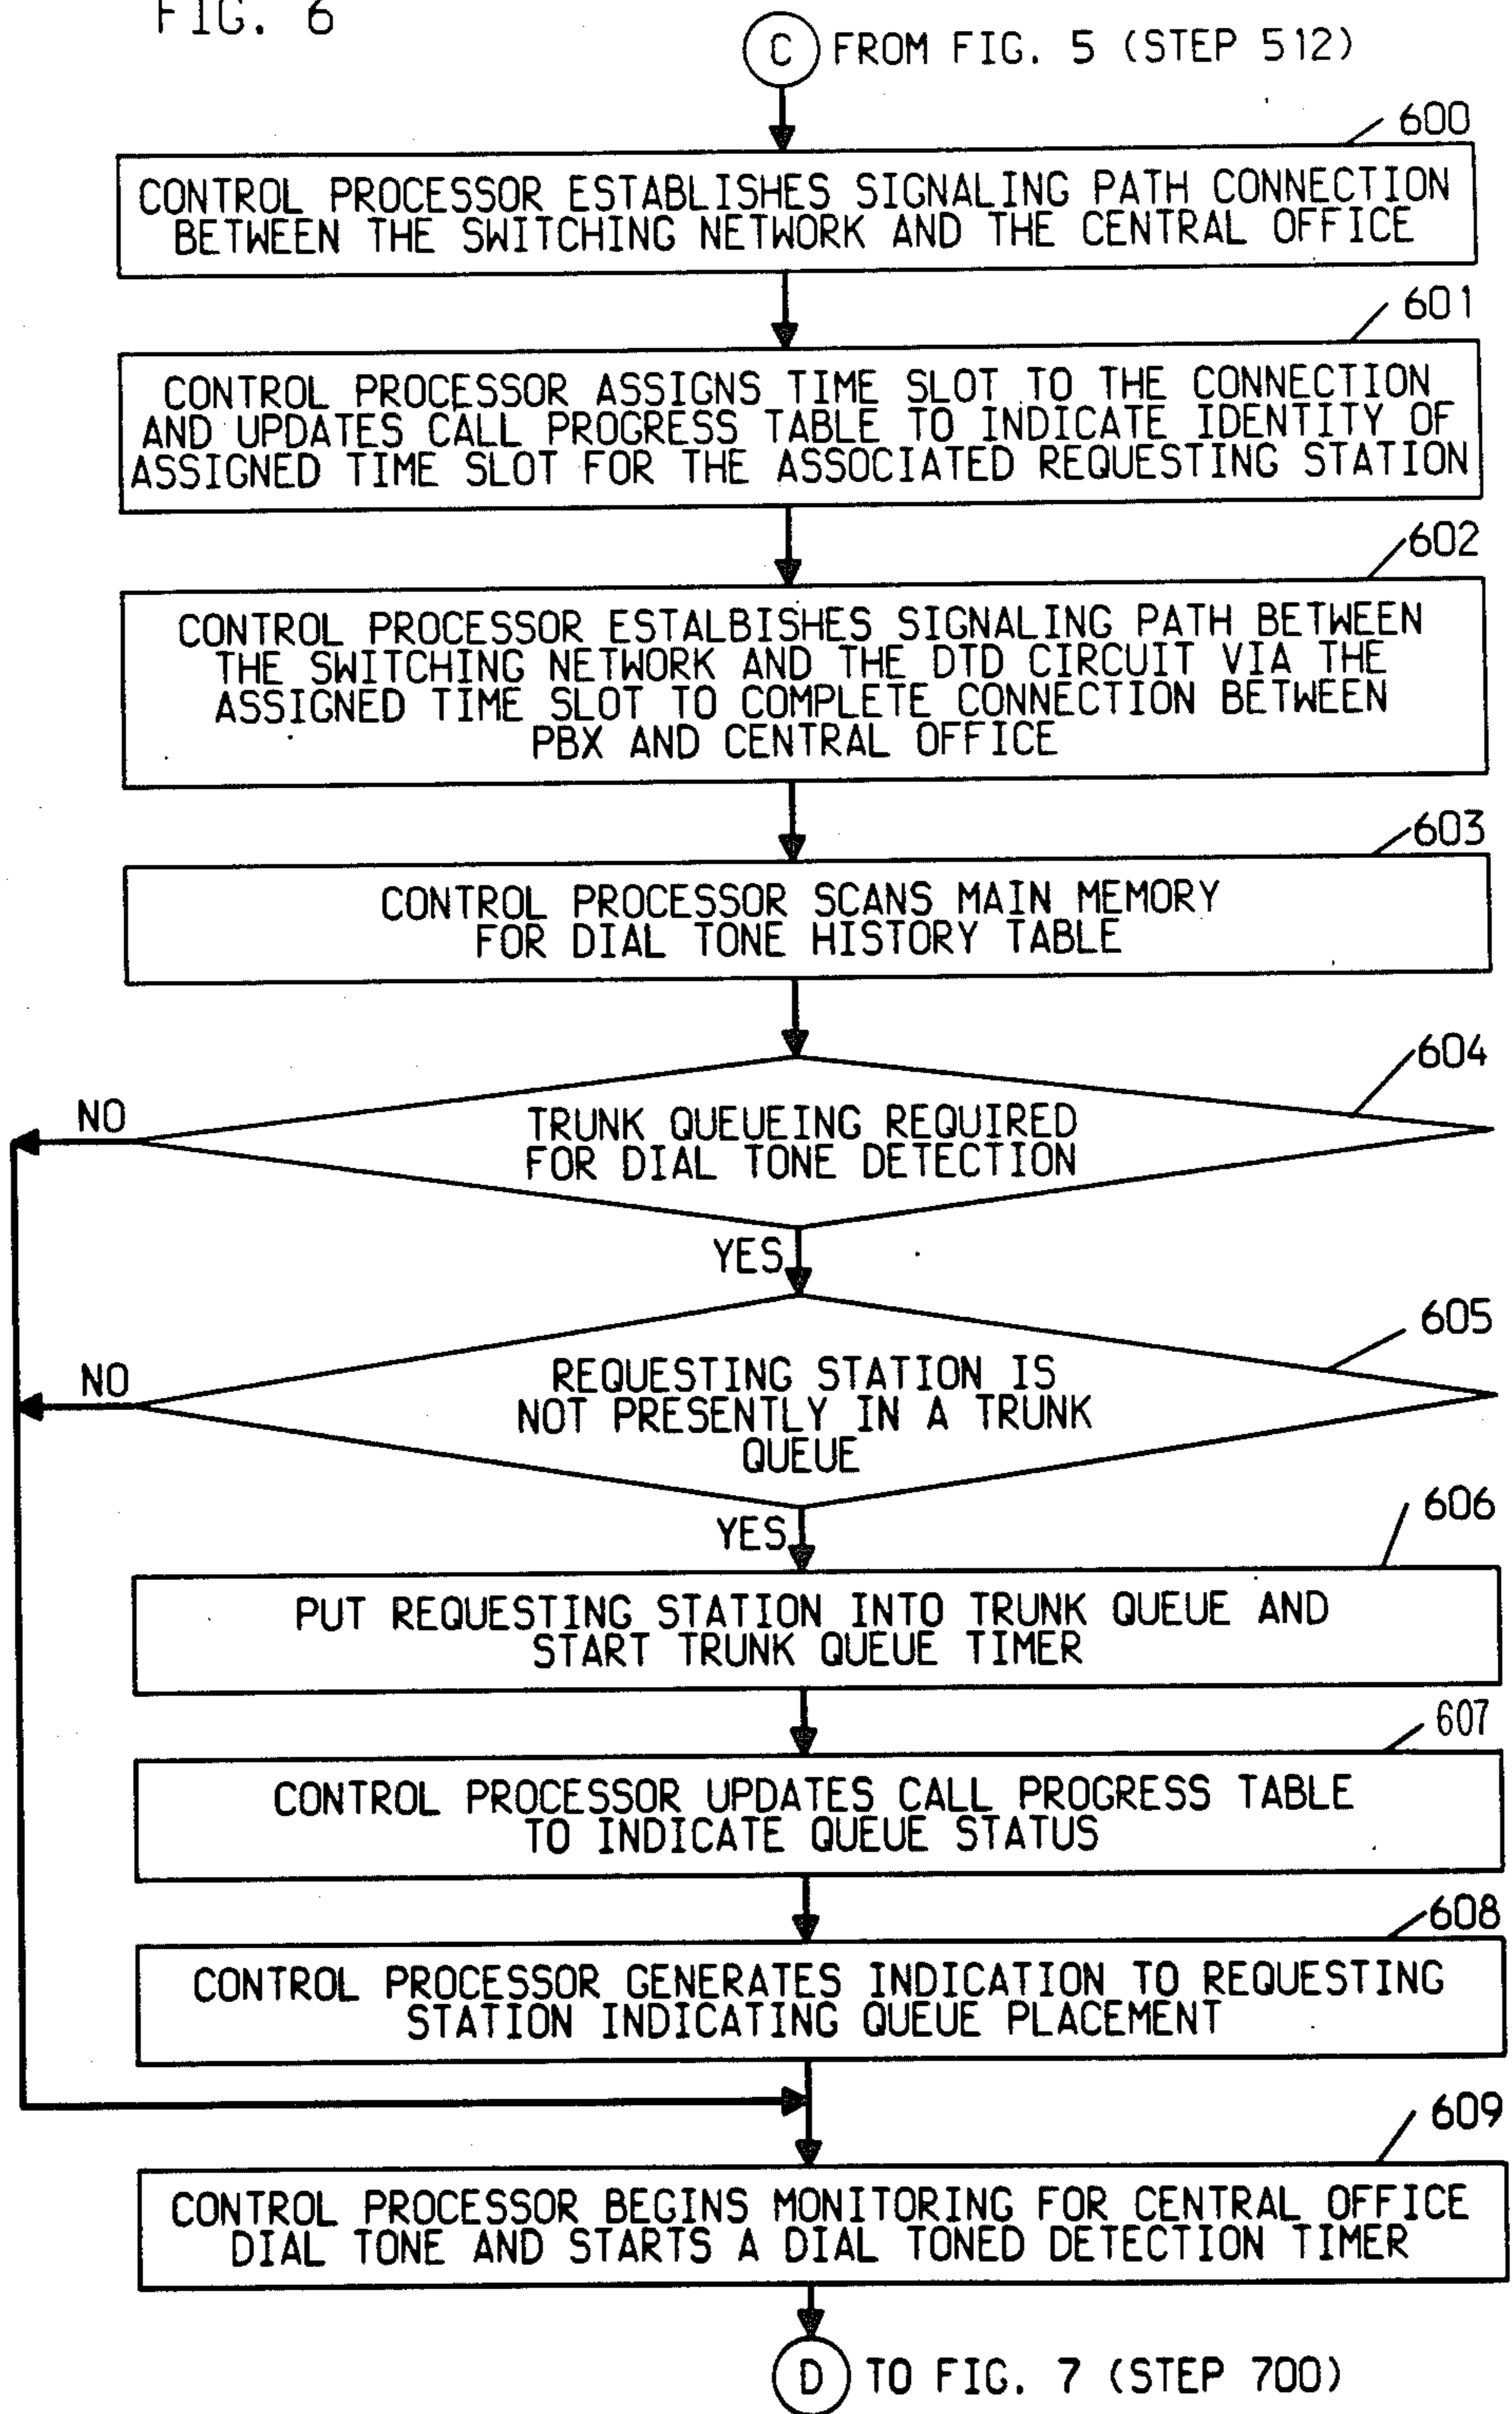 FIG. 6
C FROM FIG. 5 (STEP 512)
600
CONTROL PROCESSOR ESTABLISHES SIGNALING PATH CONNECTION
BETWEEN THE SWITCHING NETWORK AND THE CENTRAL OFFICE
601
CONTROL PROCESSOR ASSIGNS TIME SLOT TO THE CONNECTION
AND UPDATES CALL PROGRESS TABLE TO INDICATE IDENTITY OF
ASSIGNED TIME SLOT FOR THE ASSOCIATED REQUESTING STATION
602
CONTROL PROCESSOR ESTALBISHES SIGNALING PATH BETWEEN
THE SWITCHING NETWORK AND THE DTD CIRCUIT VIA THE
ASSIGNED TIME SLOT TO COMPLETE CONNECTION BETWEEN
PBX AND CENTRAL OFFICE
603
CONTROL PROCESSOR SCANS MAIN MEMORY
FOR DIAL TONE HISTORY TABLE
604
NO
TRUNK QUEUEING REQUIRED
FOR DIAL TONE DETECTION
YES
605
NO
REQUESTING STATION IS
NOT PRESENTLY IN A TRUNK
QUEUE
YES
606
PUT REQUESTING STATION INTO TRUNK QUEUE AND
START TRUNK QUEUE TIMER
607
CONTROL PROCESSOR UPDATES CALL PROGRESS TABLE
TO INDICATE QUEUE STATUS
608
CONTROL PROCESSOR GENERATES INDICATION TO REQUESTING
STATION INDICATING QUEUE PLACEMENT
609
CONTROL PROCESSOR BEGINS MONITORING FOR CENTRAL OFFICE
DIAL TONE AND STARTS A DIAL TONED DETECTION TIMER
D TO FIG. 7 (STEP 700)